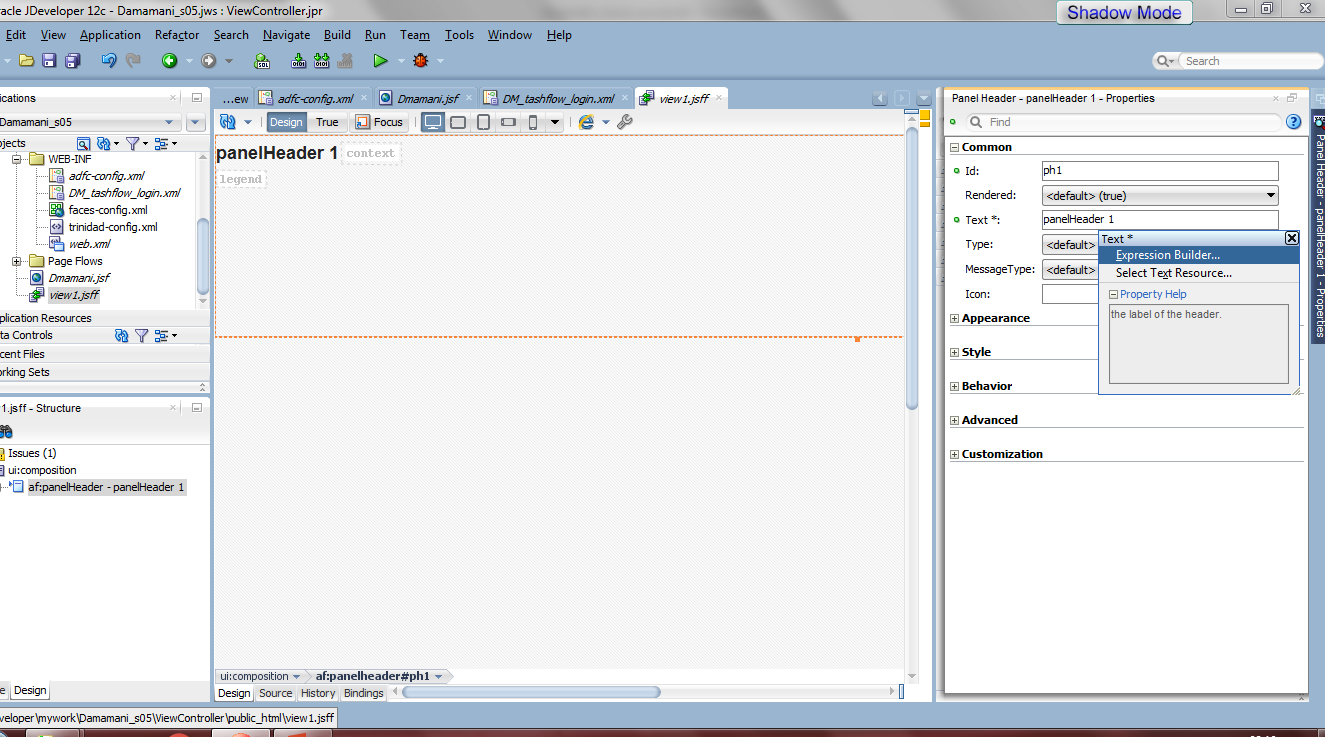 racle JDeveloper 12c - Damamani_s05.jws : ViewController.jpr
Shadow Mode
Edit View Application Refactor Search Navigate Build Run Team Tools Window Help
Search
ications
...ew adfc-config.xml Dmamani.jsf DM_tashflow_login.xml view1.jsff
Panel Header - panelHeader 1 - Properties
Damamani_s05
Design True Focus
Find
ojects
WEB-INF
adfc-config.xml
DM_tashflow_login.xml
faces-config.xml
trinidad-config.xml
web.xml
Page Flows
Dmamani.jsf
view1.jsff
plication Resources
ta Controls
cent Files
orking Sets
1.jsff - Structure
Issues (1)
ui:composition
af:panelHeader - panelHeader 1
e Design
panelHeader 1 context
legend
ui:composition af:panelheader#ph1
Design Source History Bindings
Common
Id: ph1
Rendered: <default> (true)
Text *: panelHeader 1
Type: <default>
MessageType: <default>
Icon:
Text *
Expression Builder...
Select Text Resource...
Property Help
the label of the header.
Appearance
Style
Behavior
Advanced
Customization
Panel Header - panelHeader 1 - Properties
veloper\mywork\Damamani_s05\ViewController\public_html\view1.jsff